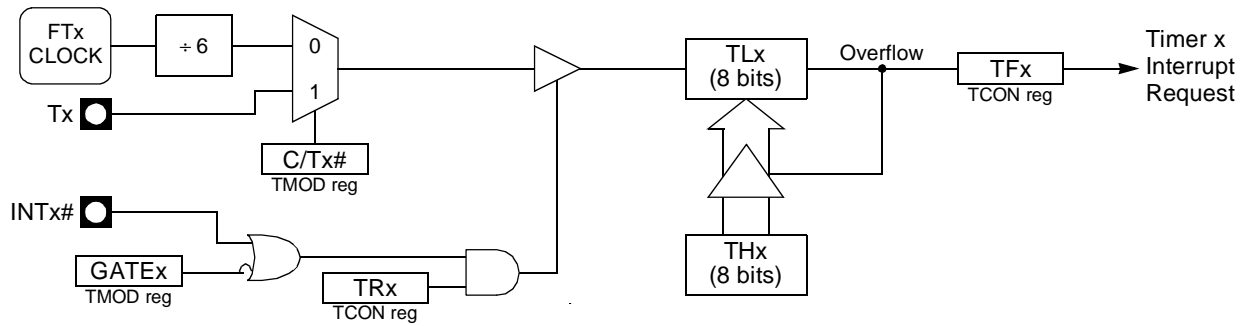 FTx
CLOCK
÷ 6
0
1
Tx
C/Tx#
TMOD reg
INTx#
GATEx
TMOD reg
TRx
TCON reg
TLx
(8 bits)
THx
(8 bits)
Overflow
TFx
TCON reg
Timer x
Interrupt
Request